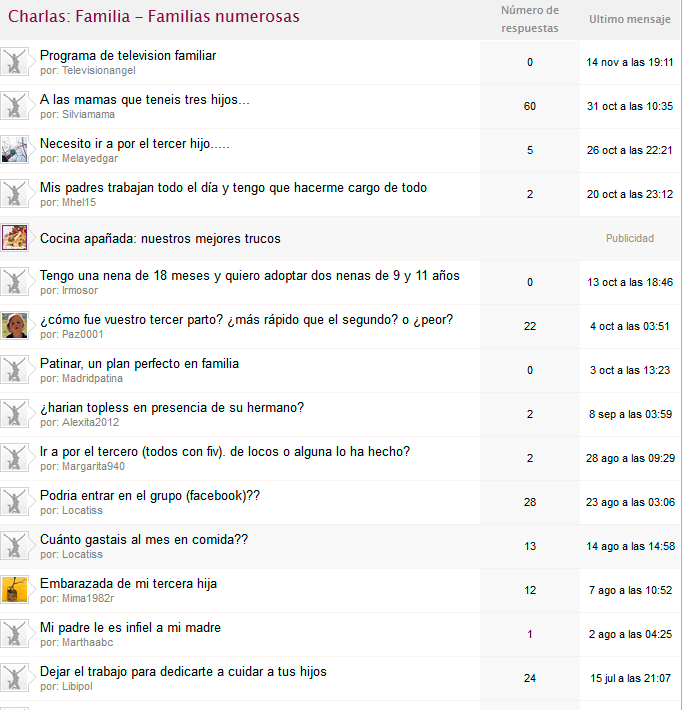 Charlas: Familia - Familias numerosas
Número de
respuestas
Ultimo mensaje
Programa de television familiar
por: Televisionangel
0
14 nov a las 19:11
A las mamas que teneis tres hijos...
por: Silviamama
60
31 oct a las 10:35
Necesito ir a por el tercer hijo.....
por: Melayedgar
5
26 oct a las 22:21
Mis padres trabajan todo el día y tengo que hacerme cargo de todo
por: Mhel15
2
20 oct a las 23:12
Cocina apañada: nuestros mejores trucos
Publicidad
Tengo una nena de 18 meses y quiero adoptar dos nenas de 9 y 11 años
por: Irmosor
0
13 oct a las 18:46
¿cómo fue vuestro tercer parto? ¿más rápido que el segundo? o ¿peor?
por: Paz0001
22
4 oct a las 03:51
Patinar, un plan perfecto en familia
por: Madridpatina
0
3 oct a las 13:23
¿harian topless en presencia de su hermano?
por: Alexita2012
2
8 sep a las 03:59
Ir a por el tercero (todos con fiv). de locos o alguna lo ha hecho?
por: Margarita940
2
28 ago a las 09:29
Podria entrar en el grupo (facebook)??
por: Locatiss
28
23 ago a las 03:06
Cuánto gastais al mes en comida??
por: Locatiss
13
14 ago a las 14:58
Embarazada de mi tercera hija
por: Mima1982r
12
7 ago a las 10:52
Mi padre le es infiel a mi madre
por: Marthaabc
1
2 ago a las 04:25
Dejar el trabajo para dedicarte a cuidar a tus hijos
por: Libipol
24
15 jul a las 21:07